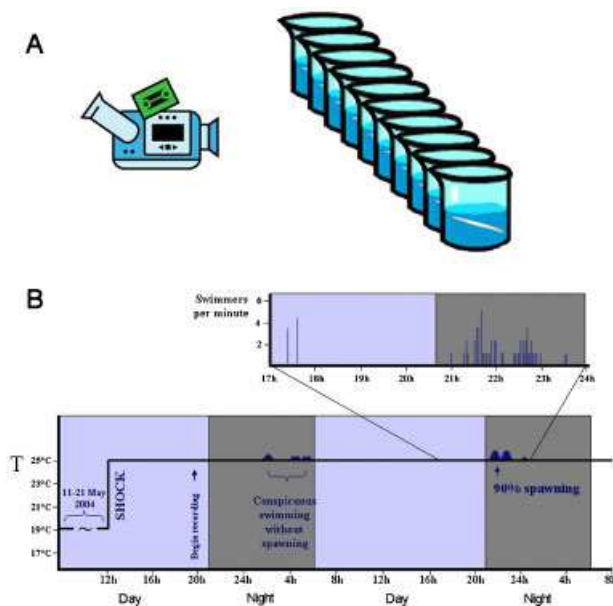 A
B
Swimmers
per minute
6
4
2
17h 18h 19h 20h 21h 22h 23h 24h
T
25°C
23°C
21°C
19°C
17°C
11-21 May
2004
SHOCK
Begin recording
Conspicuous
swimming
without
spawning
90% spawning
12h 16h 20h 24h 4h 8h 12h 16h 20h 24h 4h 8h
Day Night Day Night